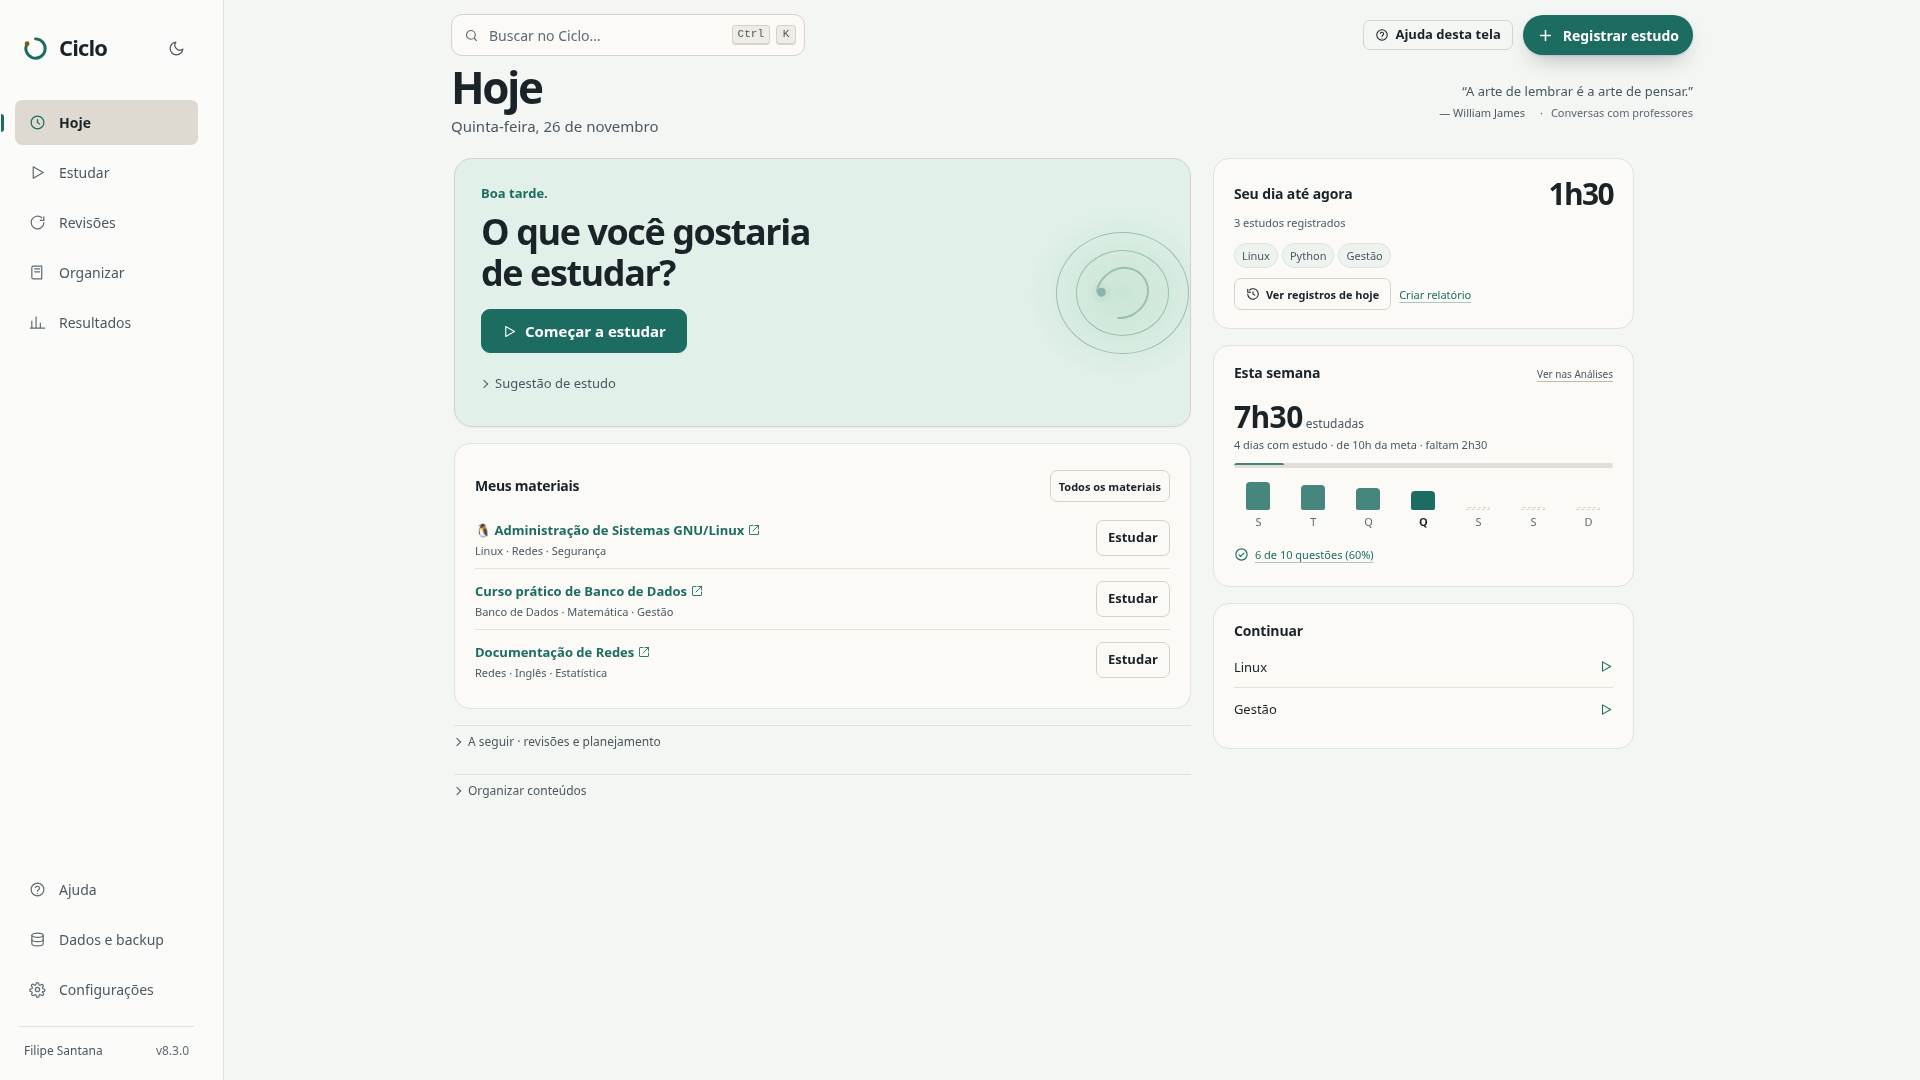 Ciclo
Hoje
Estudar
Revisões
Organizar
Resultados
Ajuda
Dados e backup
Configurações
Filipe Santana v8.3.0
Buscar no Ciclo... Ctrl K
Ajuda desta tela
Registrar estudo
Hoje
Quinta-feira, 26 de novembro
“A arte de lembrar é a arte de pensar.”
— William James · Conversas com professores
Boa tarde.
O que você gostaria
de estudar?
Começar a estudar
Sugestão de estudo
Meus materiais
Todos os materiais
🐧 Administração de Sistemas GNU/Linux
Linux · Redes · Segurança
Estudar
Curso prático de Banco de Dados
Banco de Dados · Matemática · Gestão
Estudar
Documentação de Redes
Redes · Inglês · Estatística
Estudar
A seguir · revisões e planejamento
Organizar conteúdos
Seu dia até agora 1h30
3 estudos registrados
Linux Python Gestão
Ver registros de hoje Criar relatório
Esta semana Ver nas Análises
7h30 estudadas
4 dias com estudo · de 10h da meta · faltam 2h30
S T Q Q S S D
6 de 10 questões (60%)
Continuar
Linux
Gestão